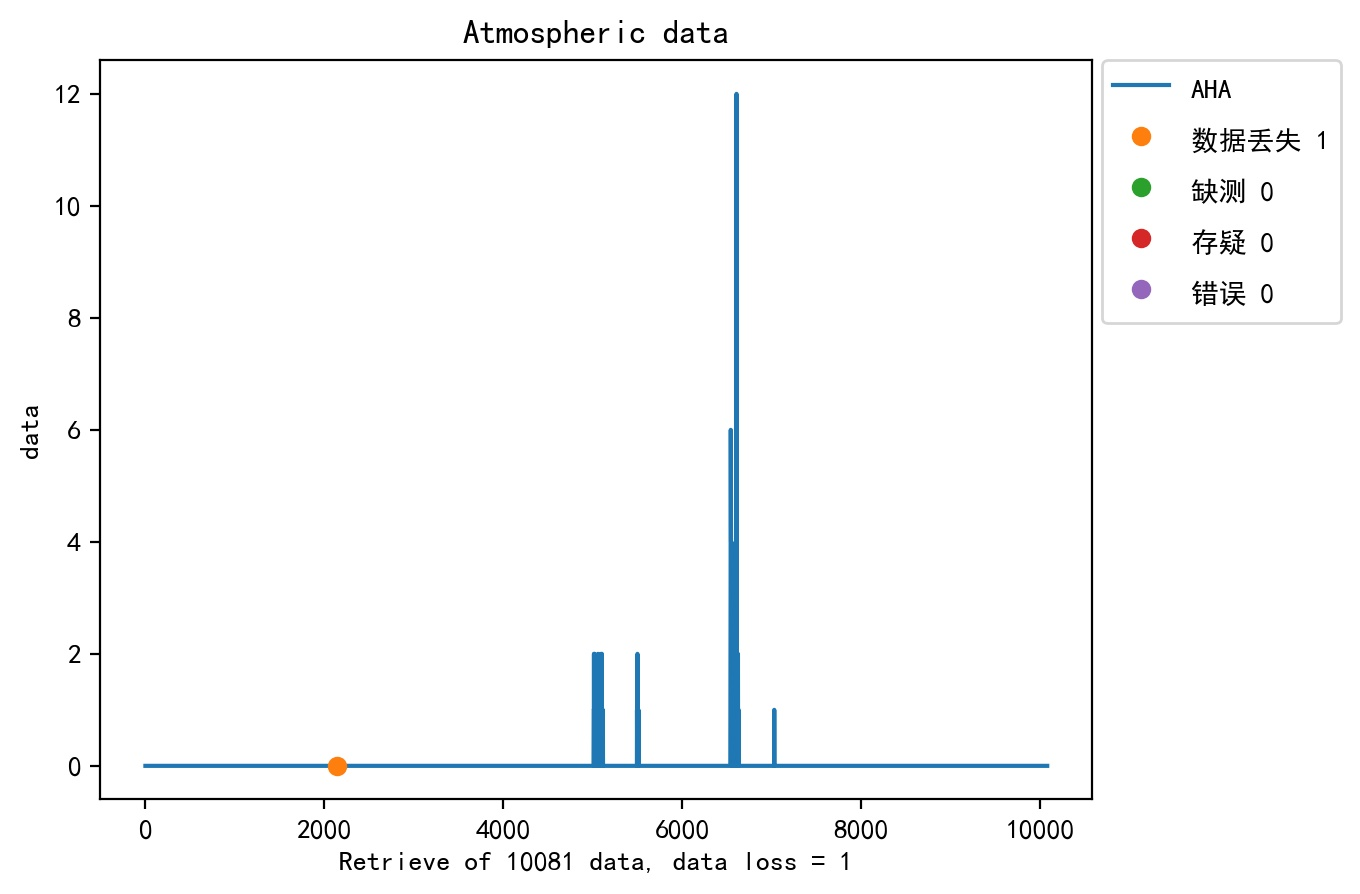 Atmospheric data
12
10
8
6
4
2
0
data
0 2000 4000 6000 8000 10000
Retrieve of 10081 data, data loss = 1
AHA
数据丢失 1
缺测 0
存疑 0
错误 0